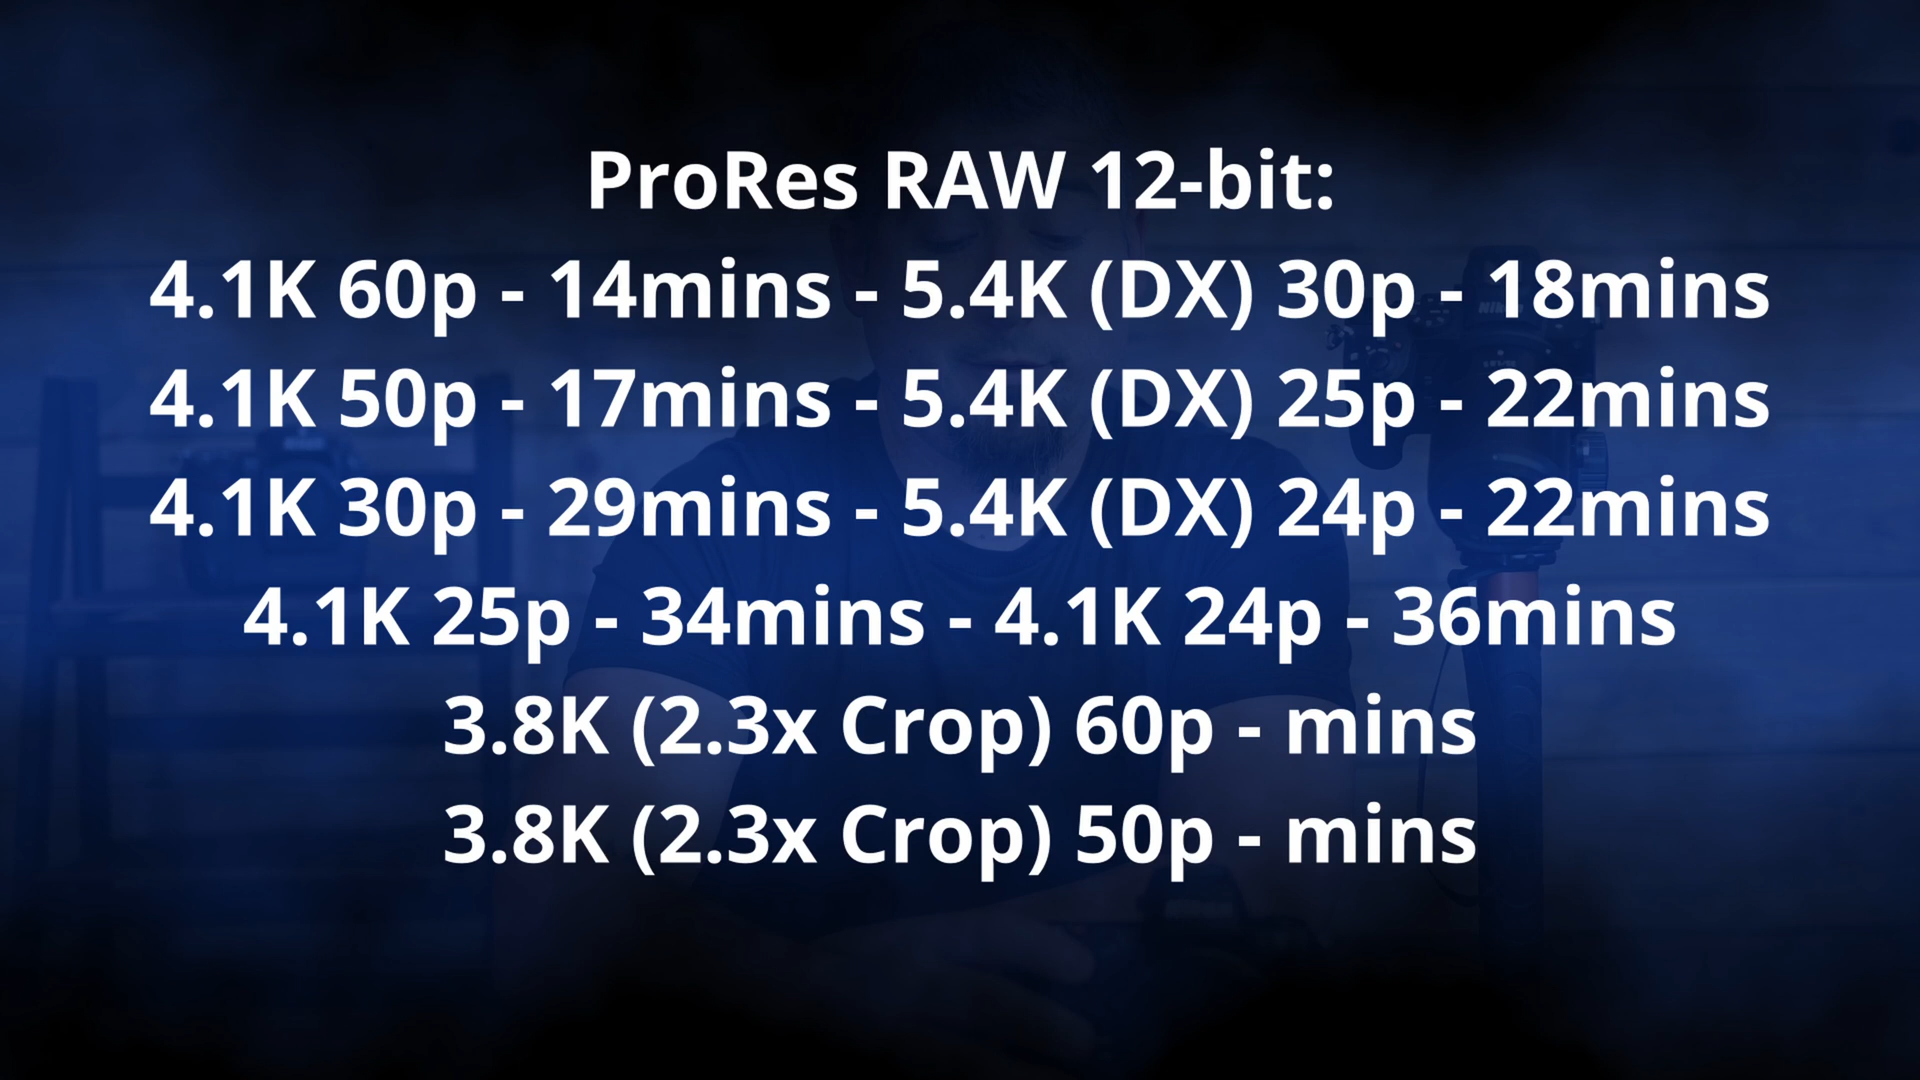 ProRes RAW 12-bit:
4.1K 60p - 14mins - 5.4K (DX) 30p - 18mins
4.1K 50p - 17mins - 5.4K (DX) 25p - 22mins
4.1K 30p - 29mins - 5.4K (DX) 24p - 22mins
4.1K 25p - 34mins - 4.1K 24p - 36mins
3.8K (2.3x Crop) 60p - mins
3.8K (2.3x Crop) 50p - mins
Nikon